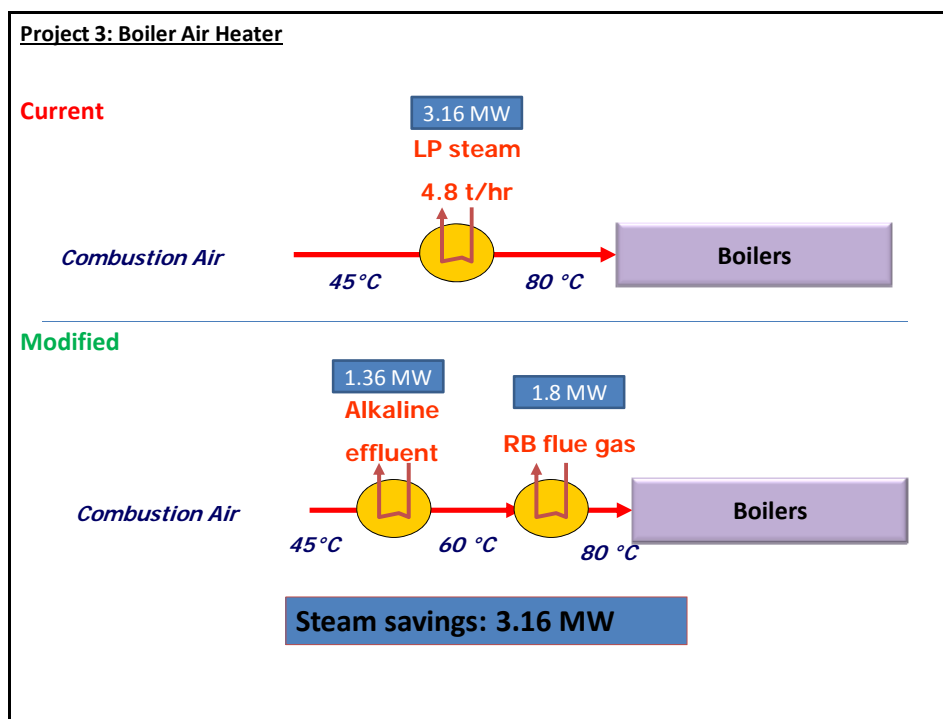 Project 3: Boiler Air Heater
Current
3.16 MW
LP steam
4.8 t/hr
Combustion Air
45°C
80 °C
Boilers
Modified
1.36 MW
Alkaline
effluent
1.8 MW
RB flue gas
Combustion Air
45°C
60 °C
80 °C
Boilers
Steam savings: 3.16 MW